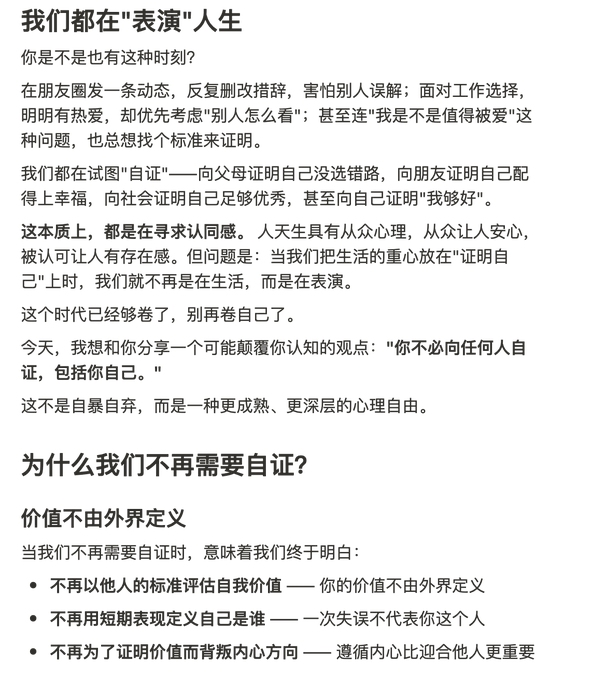 我们都在"表演"人生
你是不是也有这种时刻？
在朋友圈发一条动态，反复删改措辞，害怕别人误解；面对工作选择，
明明有热爱，却优先考虑"别人怎么看"；甚至连"我是不是值得被爱"这
种问题，也总想找个标准来证明。
我们都在试图"自证"——向父母证明自己没选错路，向朋友证明自己配
得上幸福，向社会证明自己足够优秀，甚至向自己证明"我够好"。
这本质上，都是在寻求认同感。 人天生具有从众心理，从众让人安心，
被认可让人有存在感。但问题是：当我们把生活的重心放在"证明自
己"上时，我们就不再是在生活，而是在表演。
这个时代已经够卷了，别再卷自己了。
今天，我想和你分享一个可能颠覆你认知的观点："你不必向任何人自
证，包括你自己。"
这不是自暴自弃，而是一种更成熟、更深层的心理自由。
为什么我们不再需要自证？
价值不由外界定义
当我们不再需要自证时，意味着我们终于明白：
• 不再以他人的标准评估自我价值 —— 你的价值不由外界定义
• 不再用短期表现定义自己是谁 —— 一次失误不代表你这个人
• 不再为了证明价值而背叛内心方向 —— 遵循内心比迎合他人更重要